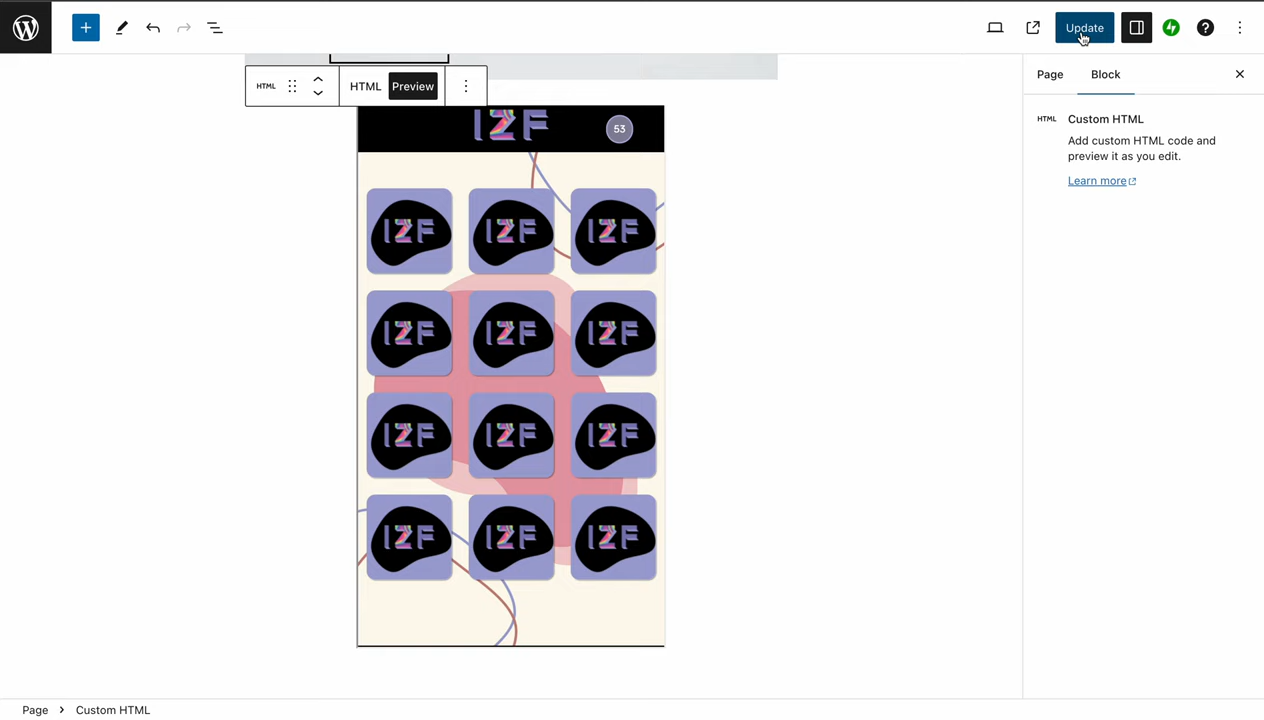 Update
HTML
HTML
Preview
Page
Block
IZF
53
HTML
Custom HTML
Add custom HTML code and
preview it as you edit.
Learn more
IZF IZF IZF
IZF IZF IZF
IZF IZF IZF
IZF IZF IZF
Page > Custom HTML